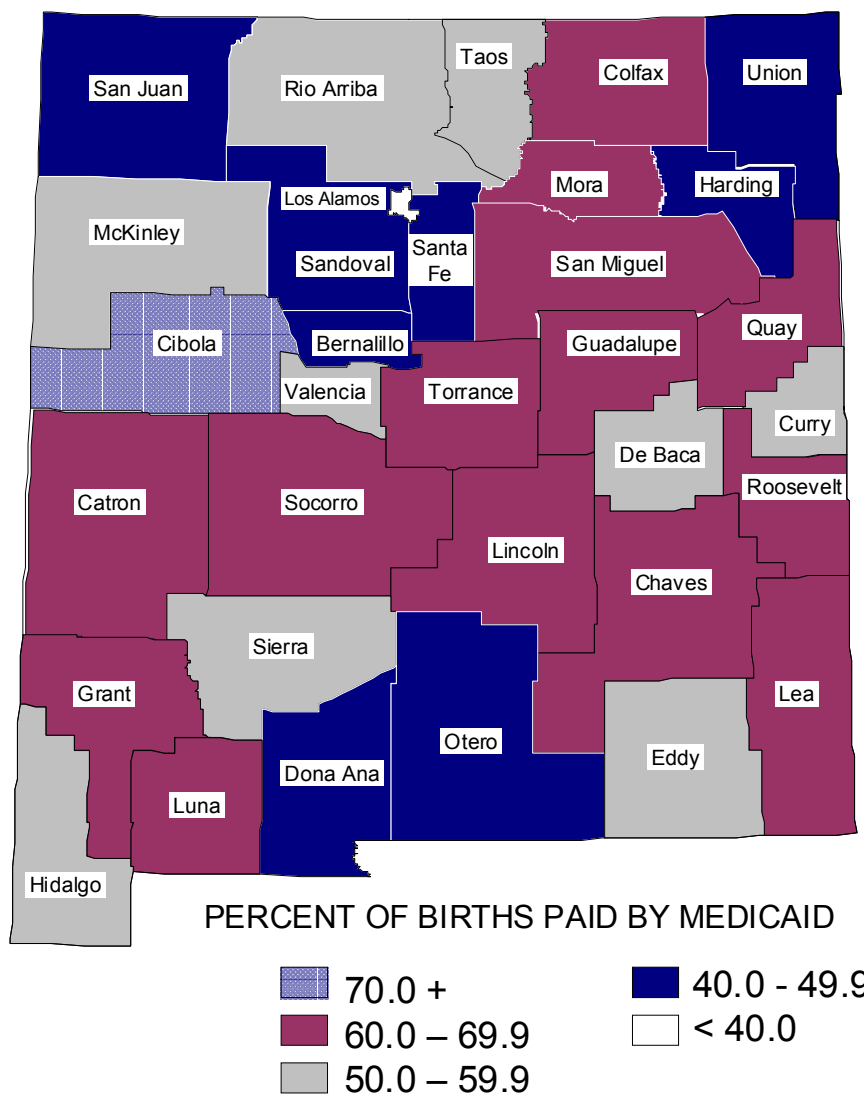 Taos
Colfax
Union
San Juan
Rio Arriba
Mora
Harding
Los Alamos
McKinley
Santa
Fe
Sandoval
San Miguel
Quay
Cibola
Bernalillo
Guadalupe
Valencia
Torrance
Curry
De Baca
Roosevelt
Catron
Socorro
Lincoln
Chaves
Sierra
Grant
Lea
Otero
Eddy
Dona Ana
Luna
Hidalgo
PERCENT OF BIRTHS PAID BY MEDICAID
70.0 +
60.0 – 69.9
50.0 – 59.9
40.0 - 49.9
< 40.0